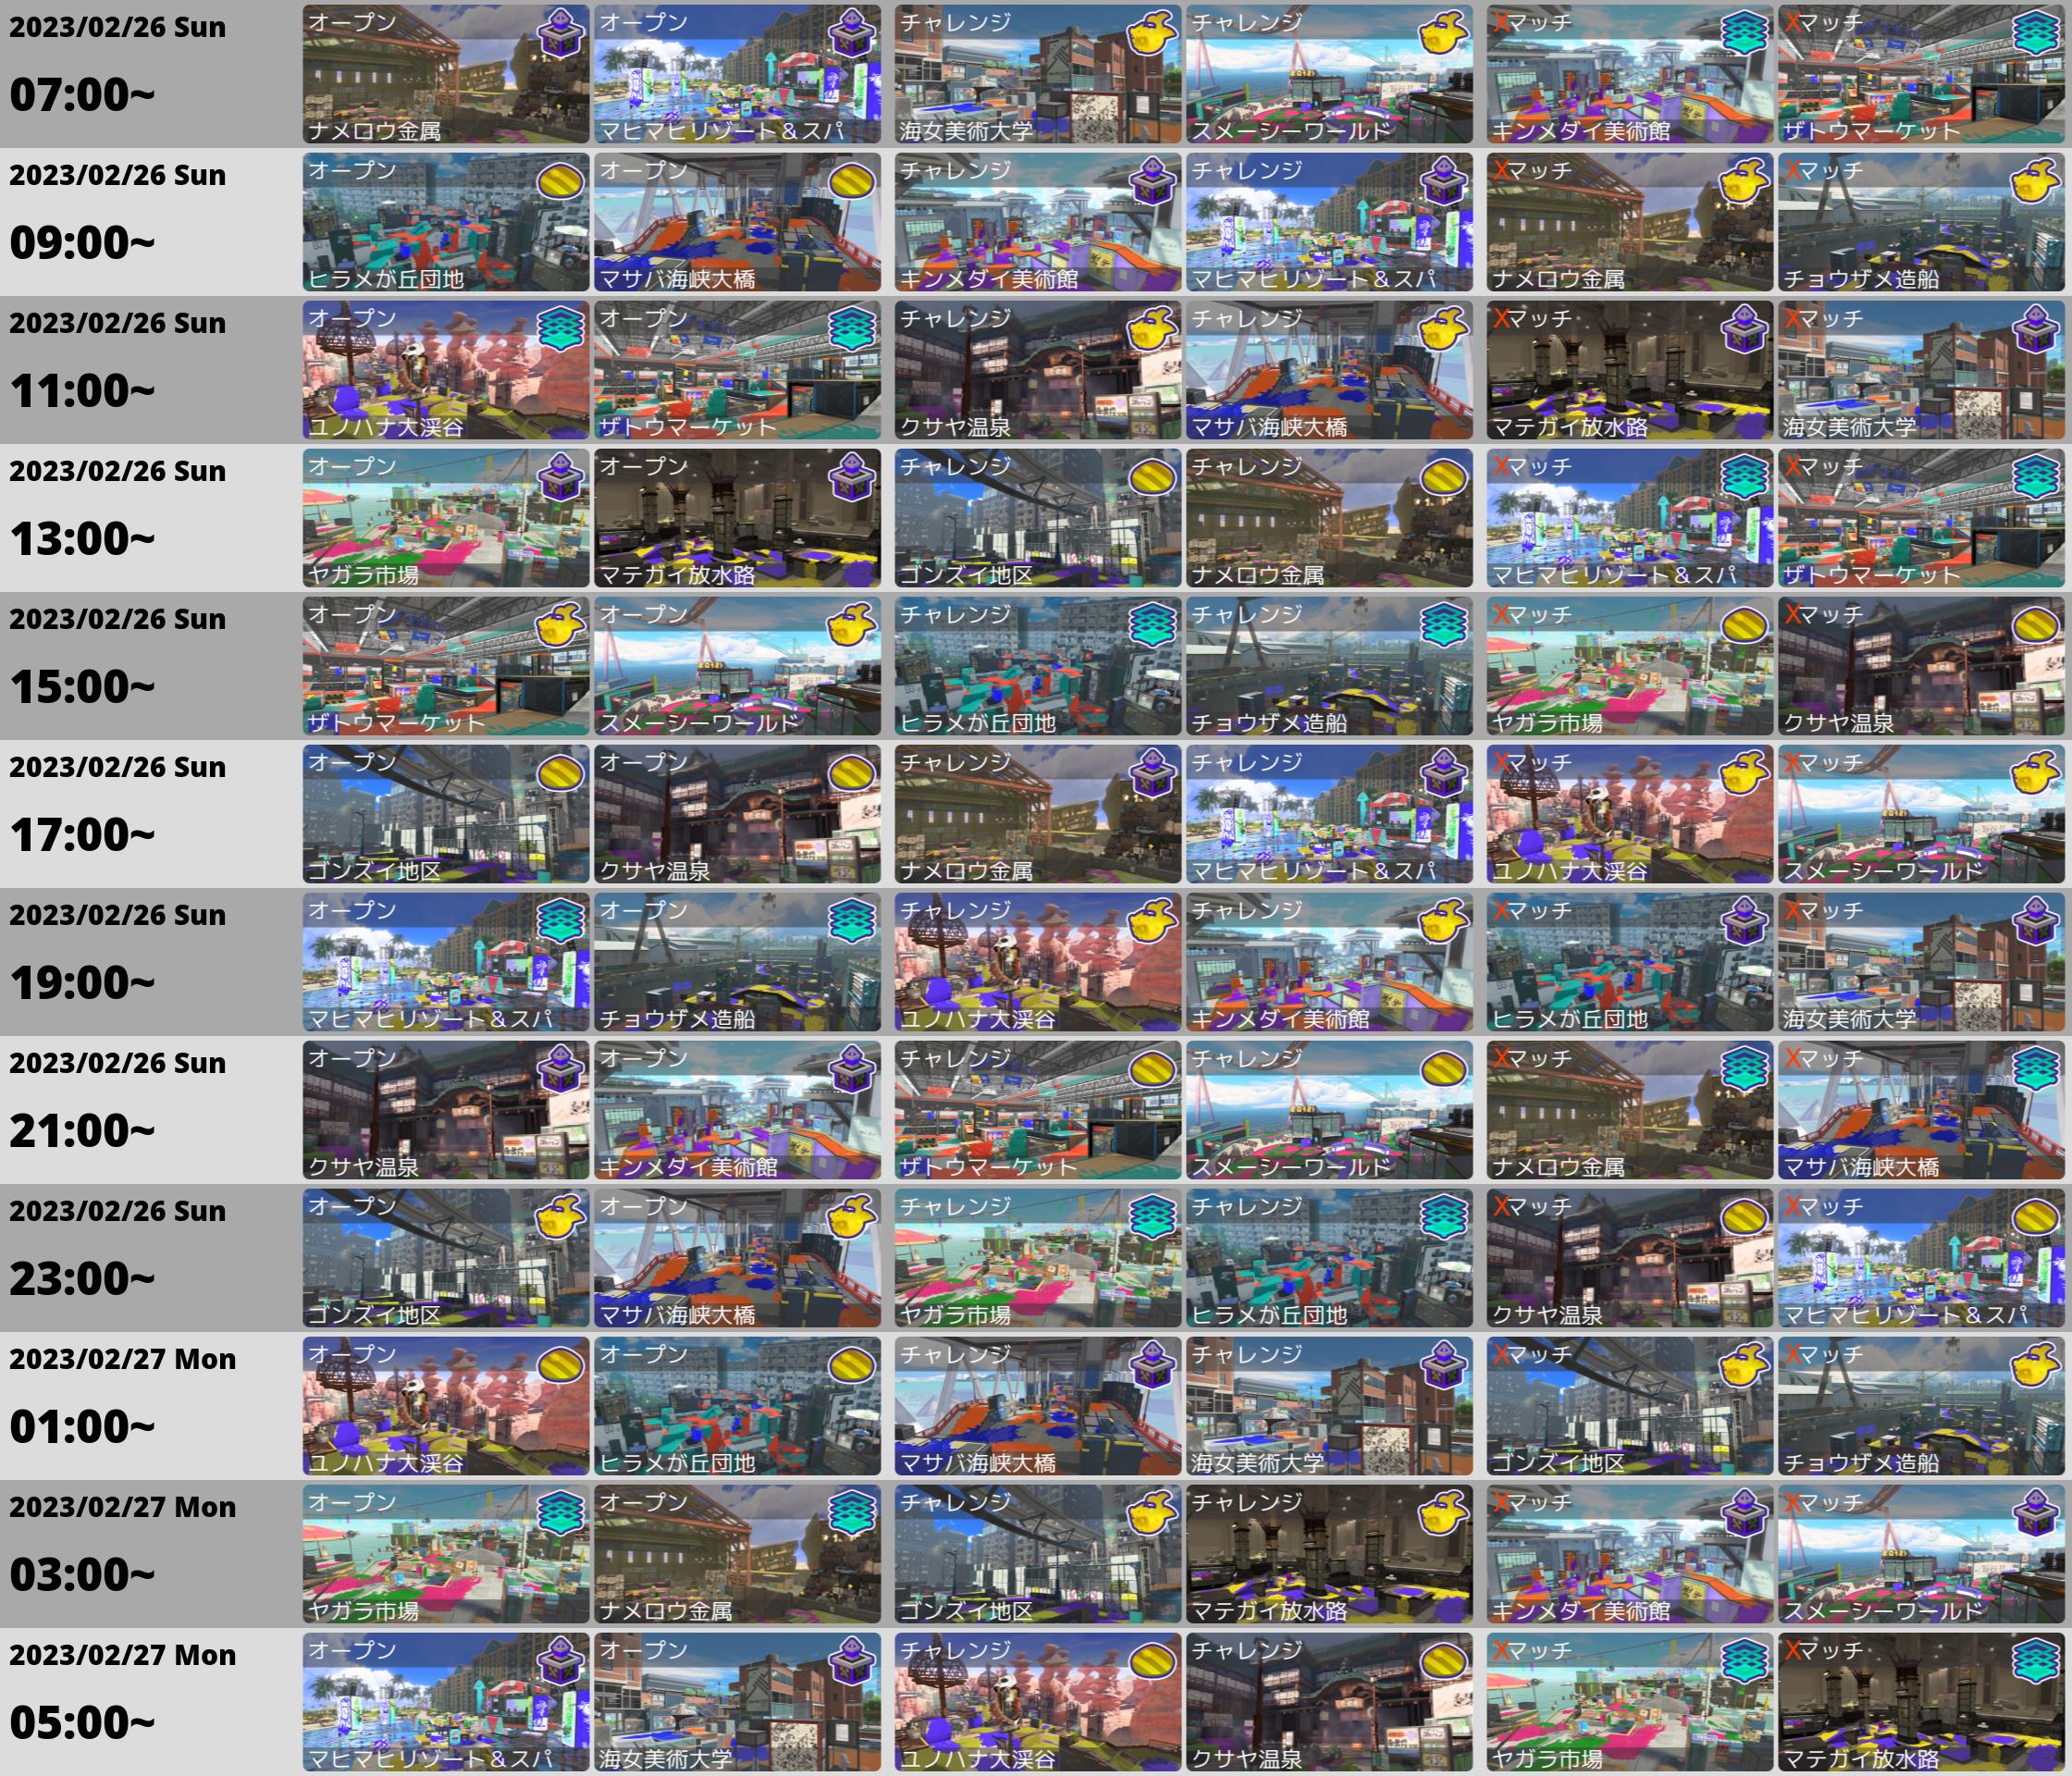 2023/02/26 Sun
07:00~
オープン オープン チャレンジ チャレンジ Xマッチ Xマッチ
ナメロウ金属 マヒマヒリゾート＆スパ 海女美術大学 スメーシーワールド キンメダイ美術館 ザトウマーケット
2023/02/26 Sun
09:00~
オープン オープン チャレンジ チャレンジ Xマッチ Xマッチ
ヒラメが丘団地 マサバ海峡大橋 キンメダイ美術館 マヒマヒリゾート＆スパ ナメロウ金属 チョウザメ造船
2023/02/26 Sun
11:00~
オープン オープン チャレンジ チャレンジ Xマッチ Xマッチ
ユノハナ大渓谷 ザトウマーケット クサヤ温泉 マサバ海峡大橋 マテガイ放水路 海女美術大学
2023/02/26 Sun
13:00~
オープン オープン チャレンジ チャレンジ Xマッチ Xマッチ
ヤガラ市場 マテガイ放水路 ゴンズイ地区 ナメロウ金属 マヒマヒリゾート＆スパ ザトウマーケット
2023/02/26 Sun
15:00~
オープン オープン チャレンジ チャレンジ Xマッチ Xマッチ
ザトウマーケット スメーシーワールド ヒラメが丘団地 チョウザメ造船 ヤガラ市場 クサヤ温泉
2023/02/26 Sun
17:00~
オープン オープン チャレンジ チャレンジ Xマッチ Xマッチ
ゴンズイ地区 クサヤ温泉 ナメロウ金属 マヒマヒリゾート＆スパ ユノハナ大渓谷 スメーシーワールド
2023/02/26 Sun
19:00~
オープン オープン チャレンジ チャレンジ Xマッチ Xマッチ
マヒマヒリゾート＆スパ チョウザメ造船 ユノハナ大渓谷 キンメダイ美術館 ヒラメが丘団地 海女美術大学
2023/02/26 Sun
21:00~
オープン オープン チャレンジ チャレンジ Xマッチ Xマッチ
クサヤ温泉 キンメダイ美術館 ザトウマーケット スメーシーワールド ナメロウ金属 マサバ海峡大橋
2023/02/26 Sun
23:00~
オープン オープン チャレンジ チャレンジ Xマッチ Xマッチ
ゴンズイ地区 マサバ海峡大橋 ヤガラ市場 ヒラメが丘団地 クサヤ温泉 マヒマヒリゾート＆スパ
2023/02/27 Mon
01:00~
オープン オープン チャレンジ チャレンジ Xマッチ Xマッチ
ユノハナ大渓谷 ヒラメが丘団地 マサバ海峡大橋 海女美術大学 ゴンズイ地区 チョウザメ造船
2023/02/27 Mon
03:00~
オープン オープン チャレンジ チャレンジ Xマッチ Xマッチ
ヤガラ市場 ナメロウ金属 ゴンズイ地区 マテガイ放水路 キンメダイ美術館 スメーシーワールド
2023/02/27 Mon
05:00~
オープン オープン チャレンジ チャレンジ Xマッチ Xマッチ
マヒマヒリゾート＆スパ 海女美術大学 ユノハナ大渓谷 クサヤ温泉 ヤガラ市場 マテガイ放水路